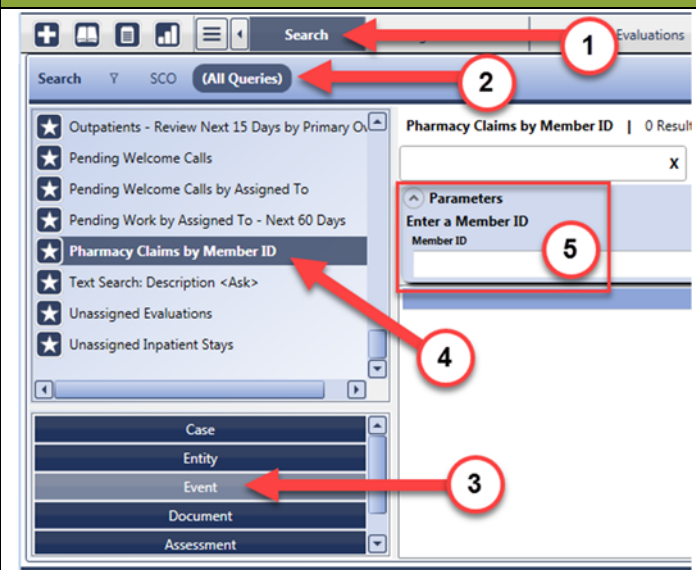 Search
Evaluations
1
Search SCO (All Queries)
2
Outpatients - Review Next 15 Days by Primary
Pending Welcome Calls
Pending Welcome Calls by Assigned To
Pending Work by Assigned To - Next 60 Days
Pharmacy Claims by Member ID
Text Search: Description <Ask>
Unassigned Evaluations
Unassigned Inpatient Stays
4
Case
Entity
Event
Document
Assessment
3
Pharmacy Claims by Member ID | 0
X
Parameters
Enter a Member ID
Member ID
5